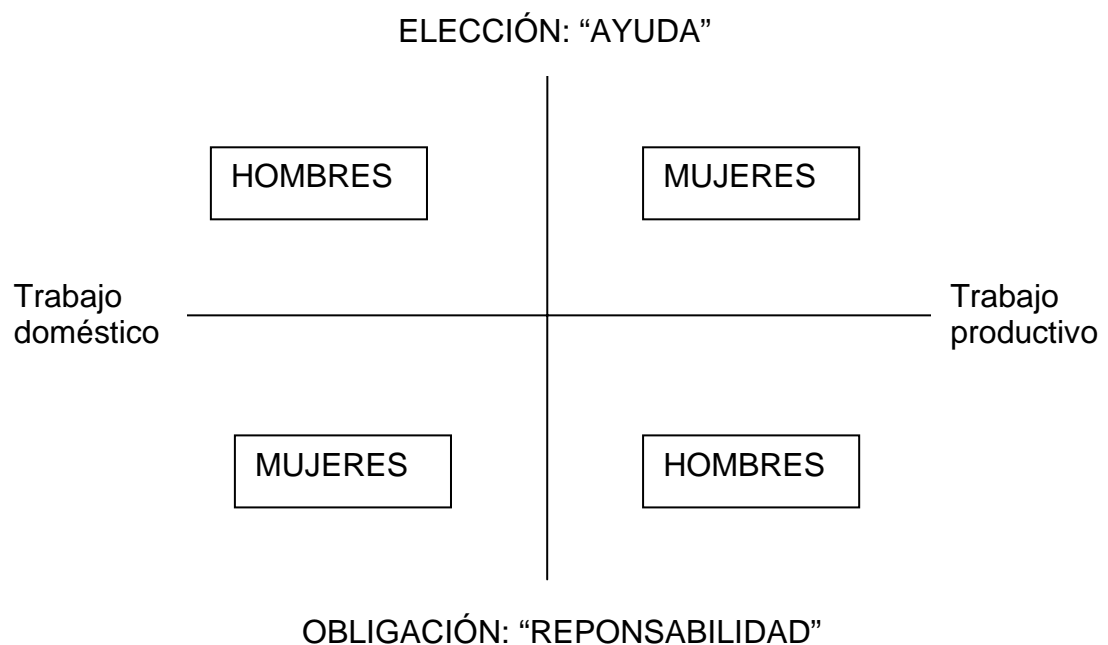 ELECCIÓN: “AYUDA”
HOMBRES
MUJERES
Trabajo
doméstico
Trabajo
productivo
MUJERES
HOMBRES
OBLIGACIÓN: “REPONSABILIDAD”